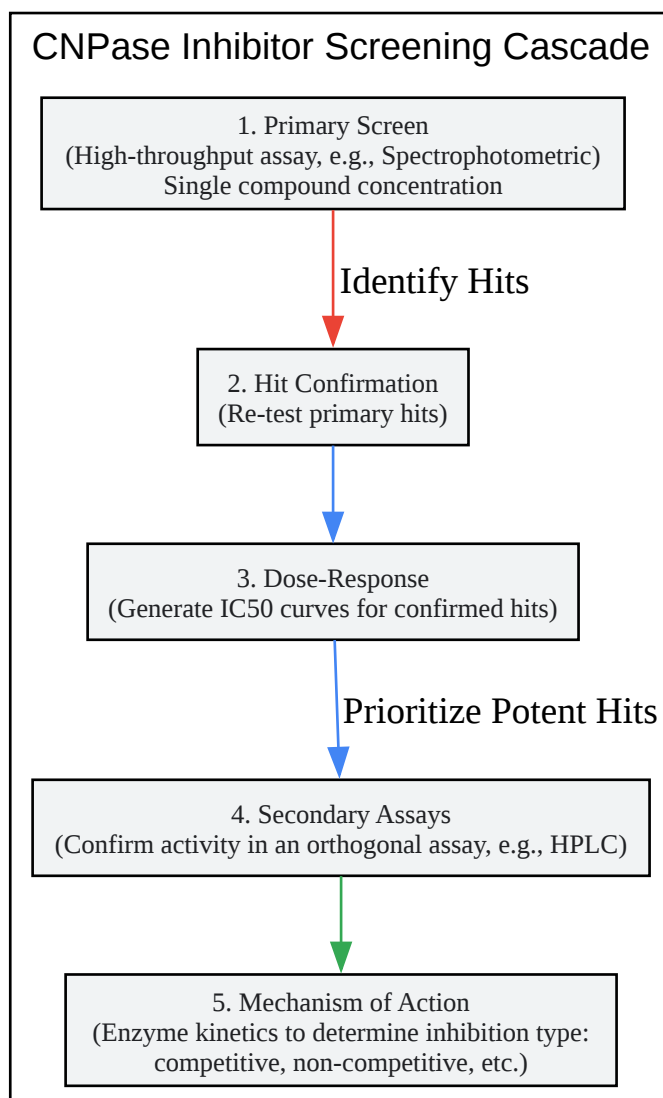 CNPase Inhibitor Screening Cascade
1. Primary Screen
(High-throughput assay, e.g., Spectrophotometric)
Single compound concentration
Identify Hits
2. Hit Confirmation
(Re-test primary hits)
3. Dose-Response
(Generate IC50 curves for confirmed hits)
Prioritize Potent Hits
4. Secondary Assays
(Confirm activity in an orthogonal assay, e.g., HPLC)
5. Mechanism of Action
(Enzyme kinetics to determine inhibition type:
competitive, non-competitive, etc.)